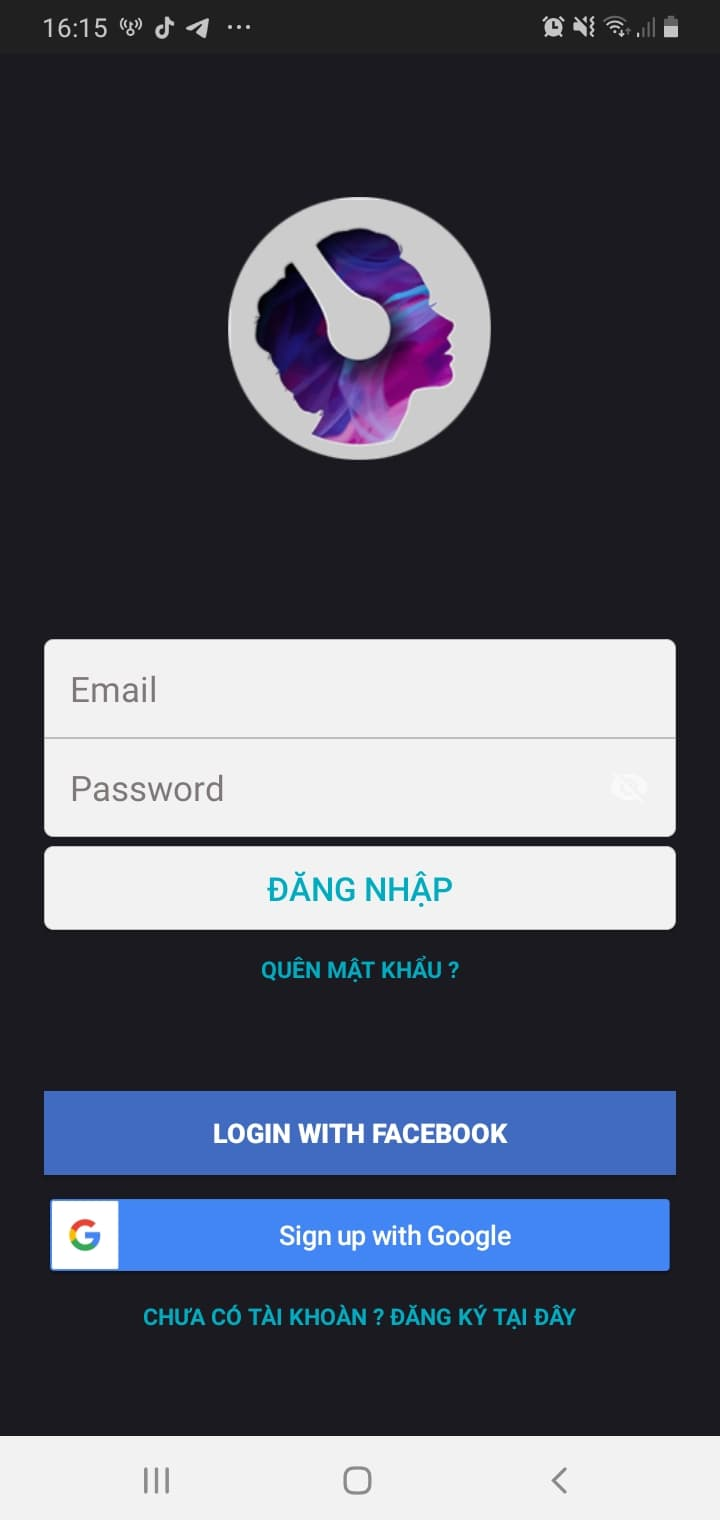 16:15
Email
Password
ĐĂNG NHẬP
QUÊN MẬT KHẨU ?
LOGIN WITH FACEBOOK
Sign up with Google
CHƯA CÓ TÀI KHOÀN ? ĐĂNG KÝ TẠI ĐÂY